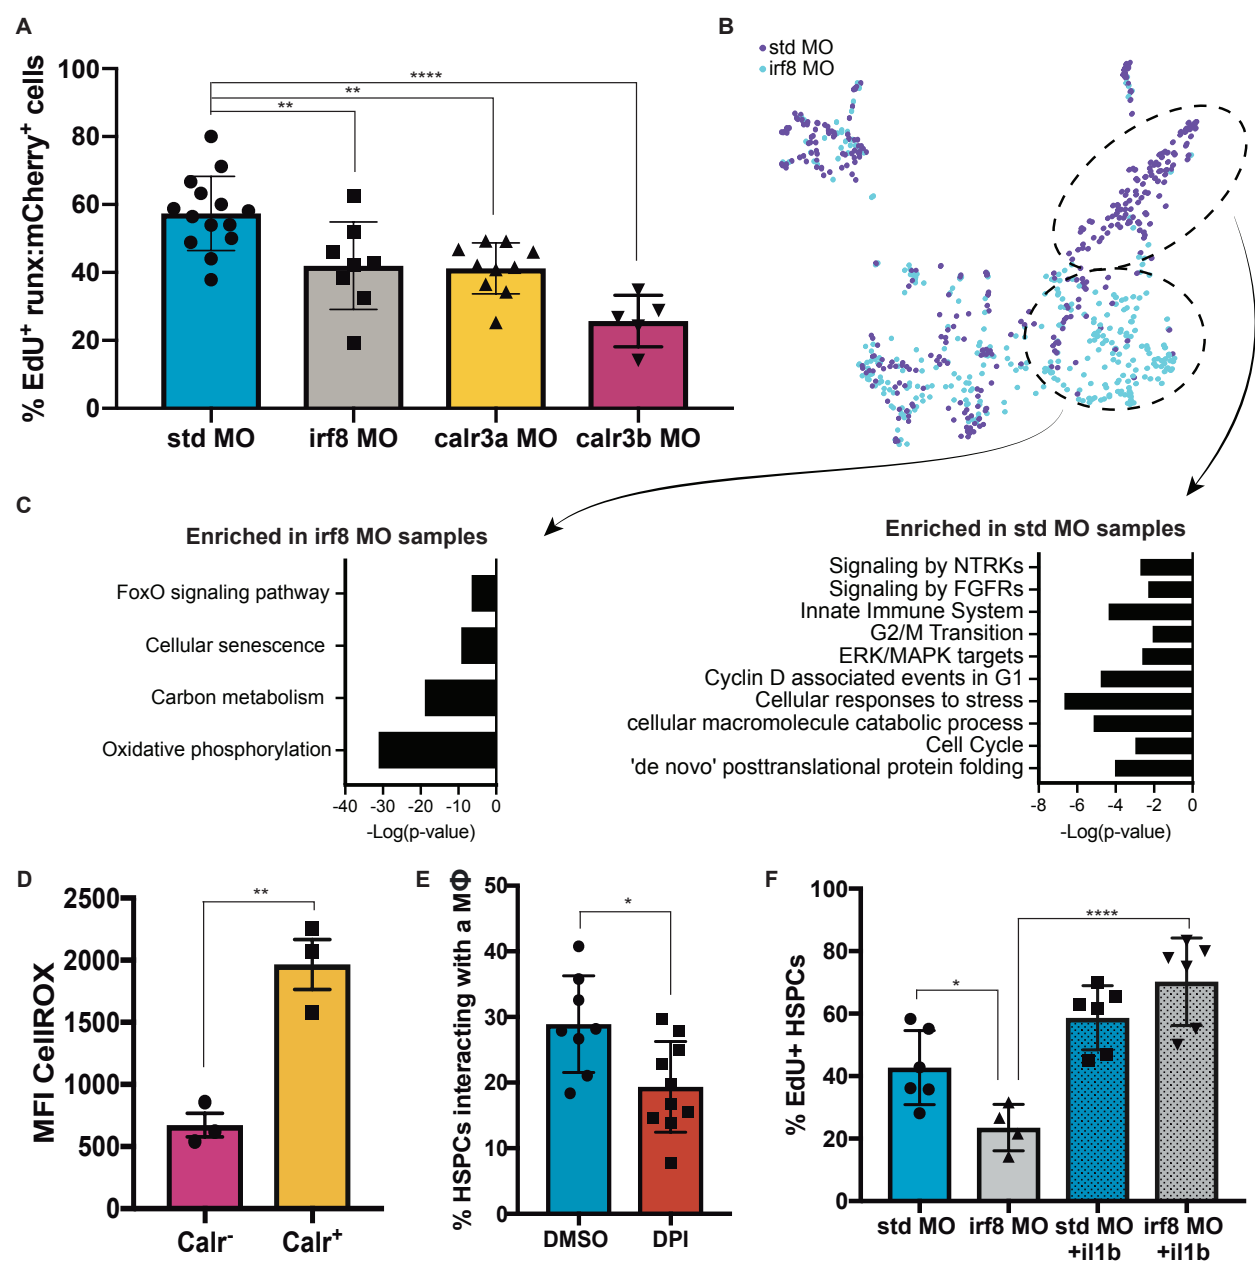 A
% EdU+ runx:mCherry+ cells
100
80
60
40
20
0
****
**
**
std MO
irf8 MO
calr3a MO
calr3b MO
B
std MO
irf8 MO
C
Enriched in irf8 MO samples
FoxO signaling pathway
Cellular senescence
Carbon metabolism
Oxidative phosphorylation
-40 -30 -20 -10 0
-Log(p-value)
Enriched in std MO samples
Signaling by NTRKs
Signaling by FGFRs
Innate Immune System
G2/M Transition
ERK/MAPK targets
Cyclin D associated events in G1
Cellular responses to stress
cellular macromolecule catabolic process
Cell Cycle
'de novo' posttranslational protein folding
-8 -6 -4 -2 0
-Log(p-value)
D
MFI CellROX
2500
2000
1500
1000
500
0
**
Calr-
Calr+
E
% HSPCs interacting with a MΦ
50
40
30
20
10
0
*
DMSO
DPI
F
% EdU+ HSPCs
100
80
60
40
20
0
*
****
std MO
irf8 MO
std MO
+il1b
irf8 MO
+il1b